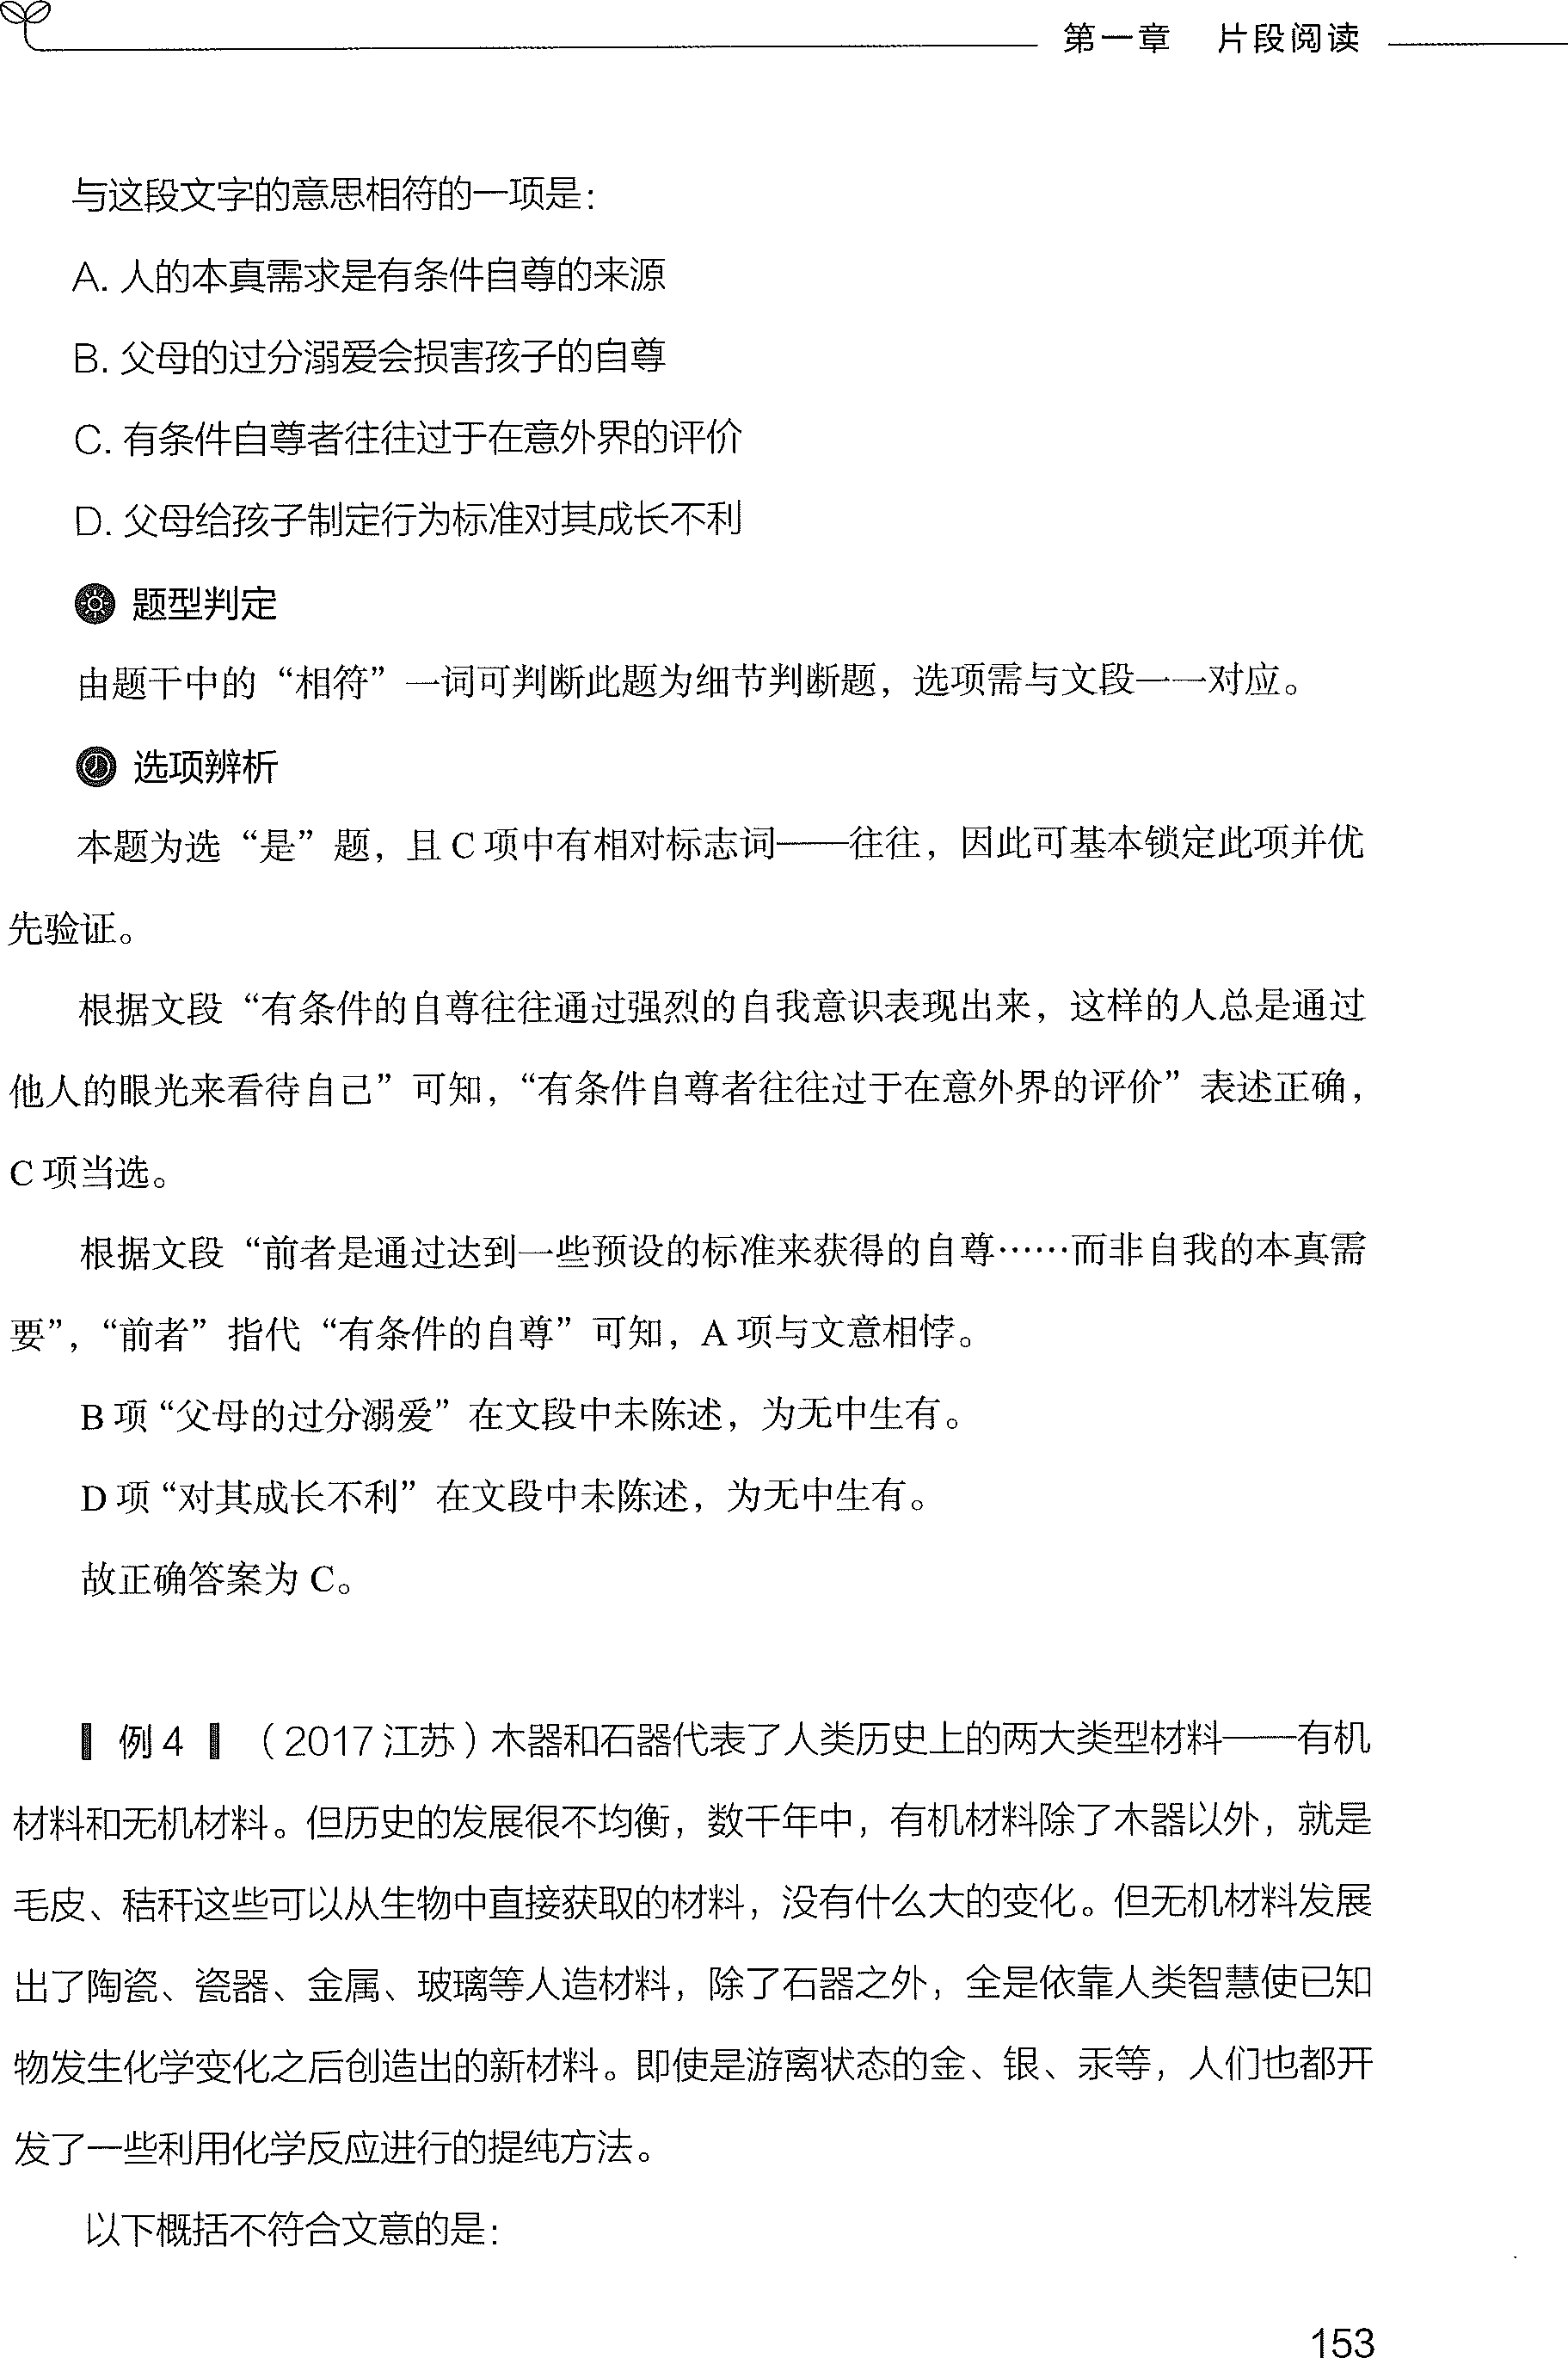 第一章 片段阅读
与这段文字的意思相符的一项是：
A. 人的本真需求是有条件自尊的来源
B. 父母的过分溺爱会损害孩子的自尊
C. 有条件自尊者往往过于在意外界的评价
D. 父母给孩子制定行为标准对其成长不利
题型判定
由题干中的“相符”一词可判断此题为细节判断题，选项需与文段一一对应。
选项辨析
本题为选“是”题，且 C 项中有相对标志词——往往，因此可基本锁定此项并优
先验证。
根据文段“有条件的自尊往往通过强烈的自我意识表现出来，这样的人总是通过
他人的眼光来看待自己”可知，“有条件自尊者往往过于在意外界的评价”表述正确，
C 项当选。
根据文段“前者是通过达到一些预设的标准来获得的自尊……而非自我的本真需
要”，“前者”指代“有条件的自尊”可知，A 项与文意相悖。
B 项“父母的过分溺爱”在文段中未陈述，为无中生有。
D 项“对其成长不利”在文段中未陈述，为无中生有。
故正确答案为 C。
例 4 （2017 江苏）木器和石器代表了人类历史上的两大类型材料——有机
材料和无机材料。但历史的发展很不均衡，数千年中，有机材料除了木器以外，就是
毛皮、秸秆这些可以从生物中直接获取的材料，没有什么大的变化。但无机材料发展
出了陶瓷、瓷器、金属、玻璃等人造材料，除了石器之外，全是依靠人类智慧使已知
物发生化学变化之后创造出的新材料。即使是游离状态的金、银、汞等，人们也都开
发了一些利用化学反应进行的提纯方法。
以下概括不符合文意的是：
153